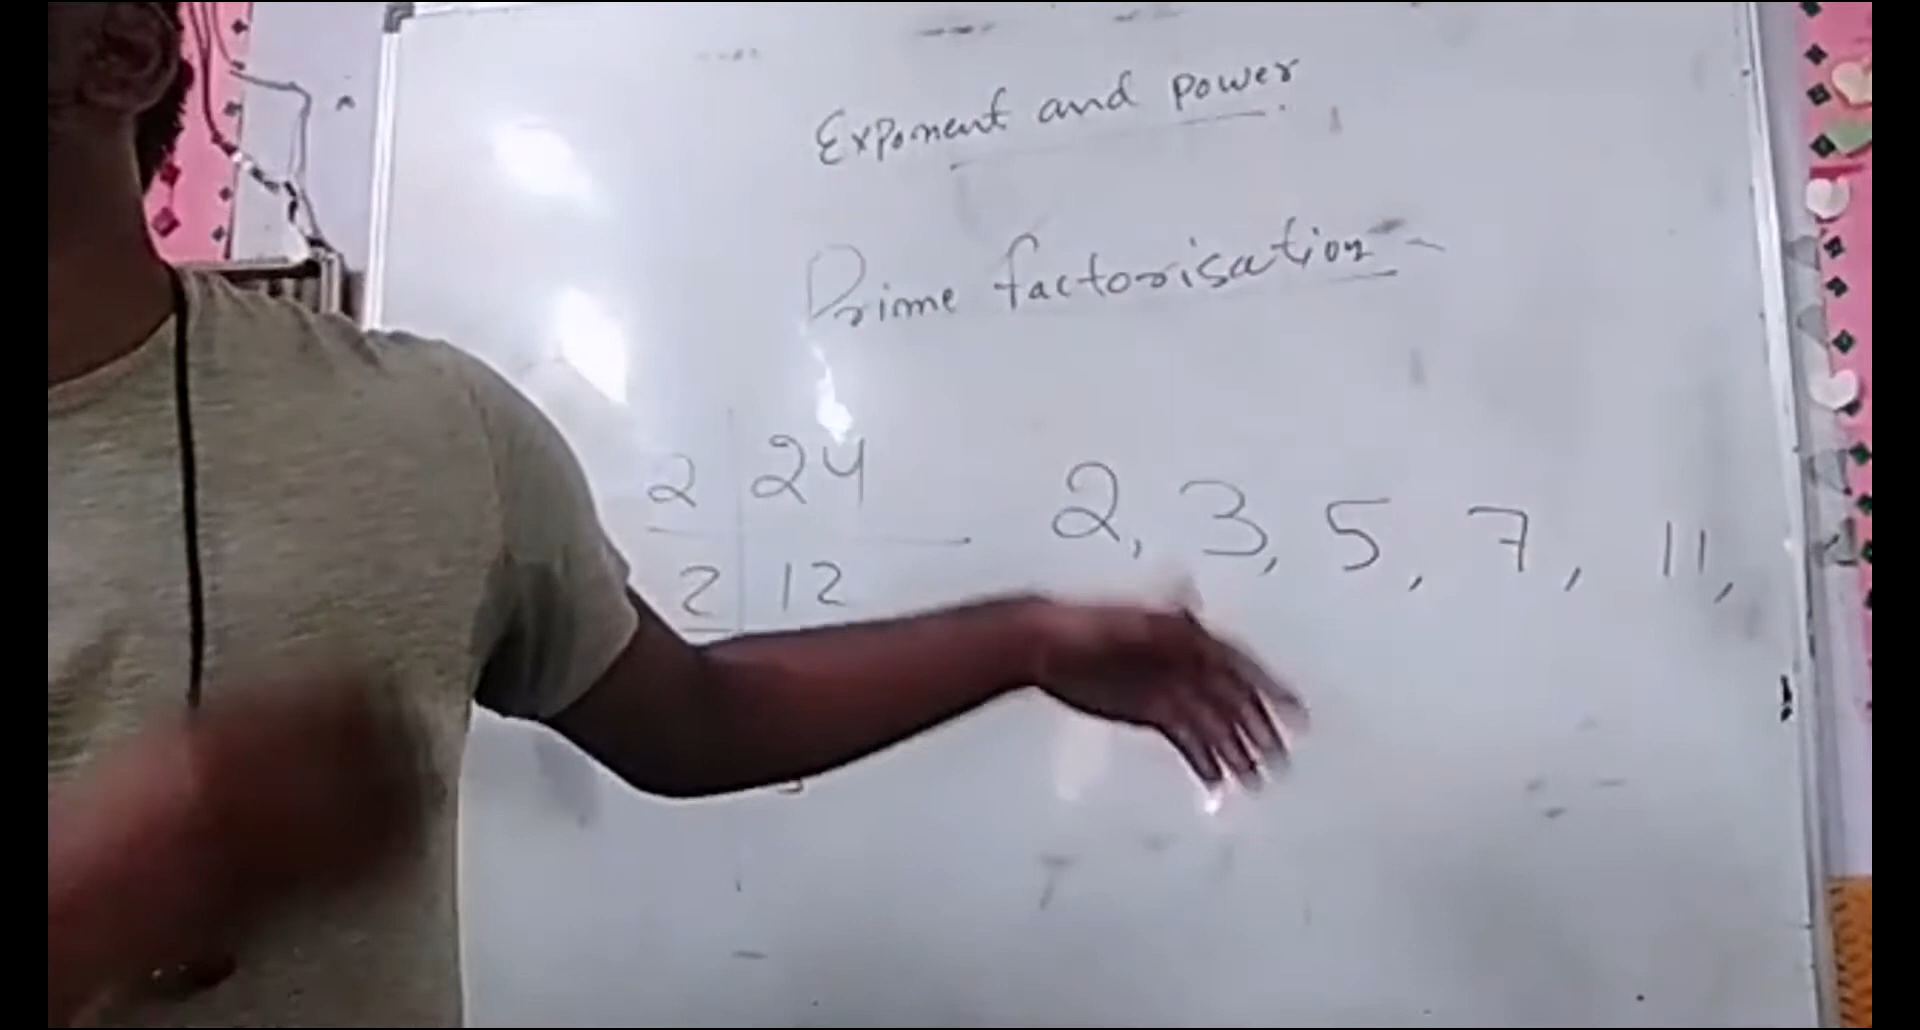 Exponent and power
Prime factorisation
2 24
2, 3, 5, 7, 11,
2 12